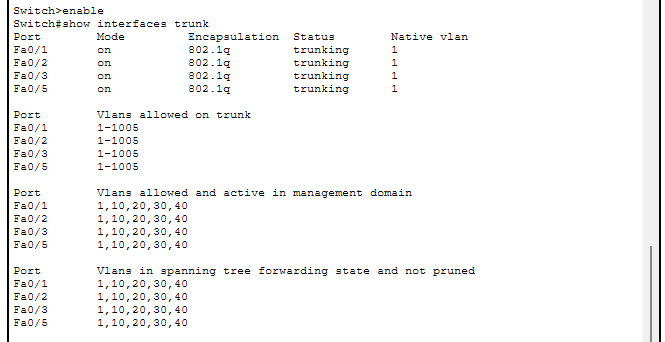 Switch>enable
Switch#show interfaces trunk
Port        Mode         Encapsulation  Status        Native vlan
Fa0/1       on           802.1q         trunking      1
Fa0/2       on           802.1q         trunking      1
Fa0/3       on           802.1q         trunking      1
Fa0/5       on           802.1q         trunking      1

Port        Vlans allowed on trunk
Fa0/1       1-1005
Fa0/2       1-1005
Fa0/3       1-1005
Fa0/5       1-1005

Port        Vlans allowed and active in management domain
Fa0/1       1,10,20,30,40
Fa0/2       1,10,20,30,40
Fa0/3       1,10,20,30,40
Fa0/5       1,10,20,30,40

Port        Vlans in spanning tree forwarding state and not pruned
Fa0/1       1,10,20,30,40
Fa0/2       1,10,20,30,40
Fa0/3       1,10,20,30,40
Fa0/5       1,10,20,30,40